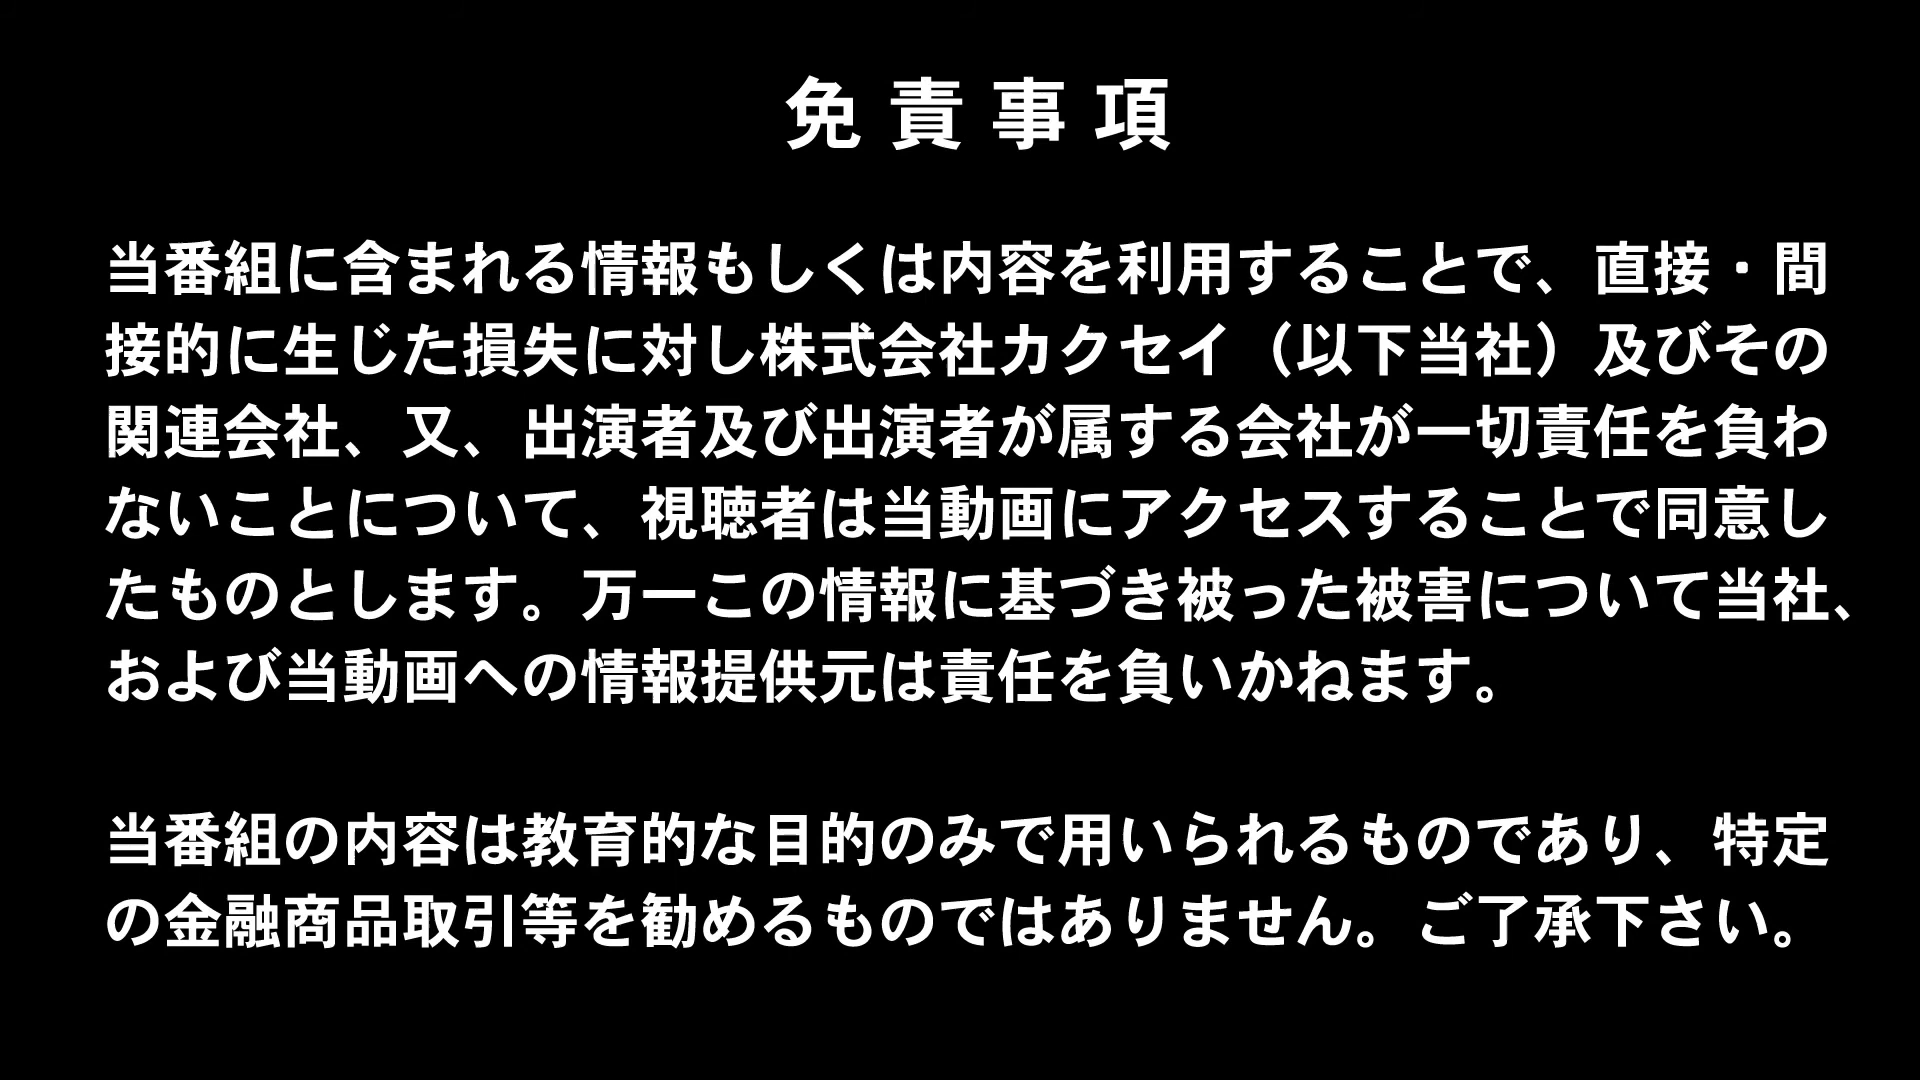 免責事項
当番組に含まれる情報もしくは内容を利用することで、直接・間
接的に生じた損失に対し株式会社カクセイ（以下当社）及びその
関連会社、又、出演者及び出演者が属する会社が一切責任を負わ
ないことについて、視聴者は当動画にアクセスすることで同意し
たものとします。万一この情報に基づき被った被害について当社、
および当動画への情報提供元は責任を負いかねます。
当番組の内容は教育的な目的のみで用いられるものであり、特定
の金融商品取引等を勧めるものではありません。ご了承下さい。